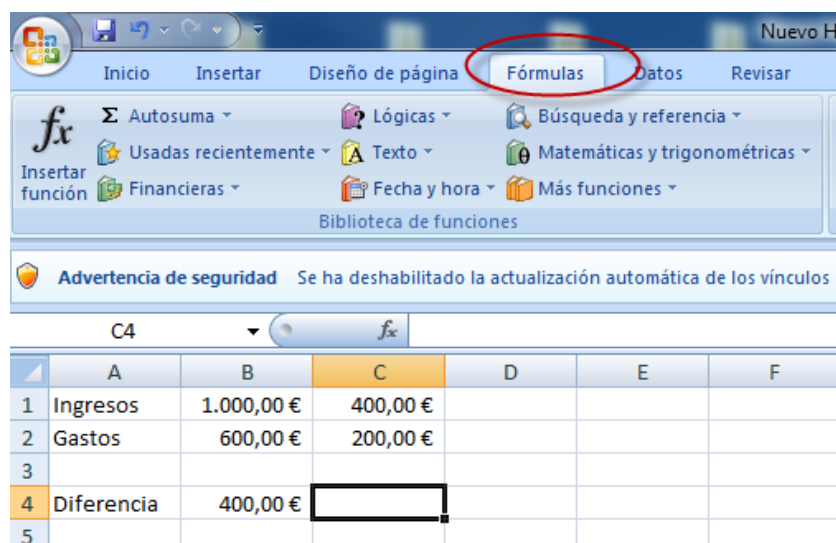 Nuevo H
Inicio Insertar Diseño de página Fórmulas Datos Revisar
fx Insertar función
Σ Autosuma Lógicas Búsqueda y referencia
Usadas recientemente Texto Matemáticas y trigonométricas
Financieras Fecha y hora Más funciones
Biblioteca de funciones
Advertencia de seguridad Se ha deshabilitado la actualización automática de los vínculos
C4 fx
A B C D E F
1 Ingresos 1.000,00 € 400,00 €
2 Gastos 600,00 € 200,00 €
3
4 Diferencia 400,00 €
5